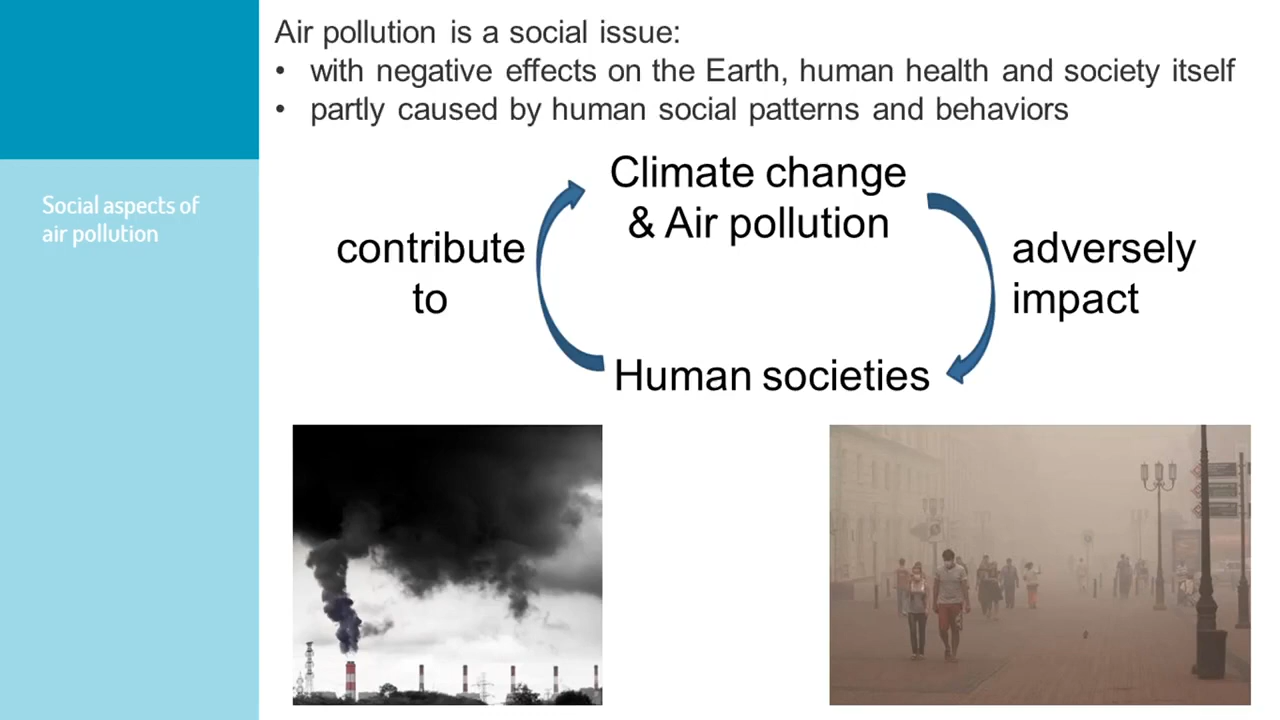 Air pollution is a social issue:
• with negative effects on the Earth, human health and society itself
• partly caused by human social patterns and behaviors
Social aspects of
air pollution
Climate change
& Air pollution
contribute
to
adversely
impact
Human societies